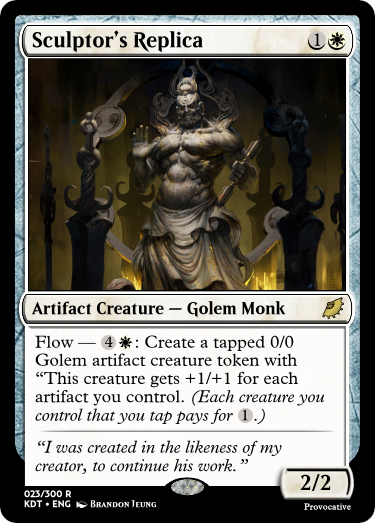 Sculptor's Replica
1
Artifact Creature — Golem Monk
Flow — 4: Create a tapped 0/0
Golem artifact creature token with
“This creature gets +1/+1 for each
artifact you control. (Each creature you
control that you tap pays for 1.)
“I was created in the likeness of my
creator, to continue his work.”
2/2
023/300 R
KDT • ENG Brandon Jeung
Provocative